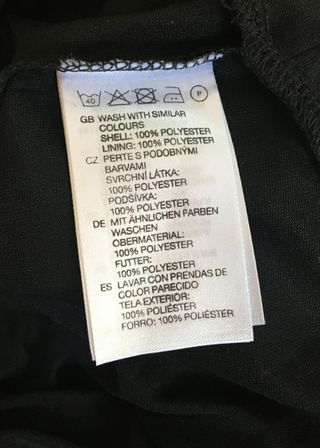 40 P
GB WASH WITH SIMILAR
COLOURS
SHELL: 100% POLYESTER
LINING: 100% POLYESTER
CZ PERTE S PODOBNÝMI
BARVAMI
SVRCHNÍ LÁTKA:
100% POLYESTER
PODŠÍVKA:
100% POLYESTER
DE MIT ÄHNLICHEN FARBEN
WASCHEN
OBERMATERIAL:
100% POLYESTER
FUTTER:
100% POLYESTER
ES LAVAR CON PRENDAS DE
COLOR PARECIDO
TELA EXTERIOR:
100% POLIÉSTER
FORRO: 100% POLIÉSTER